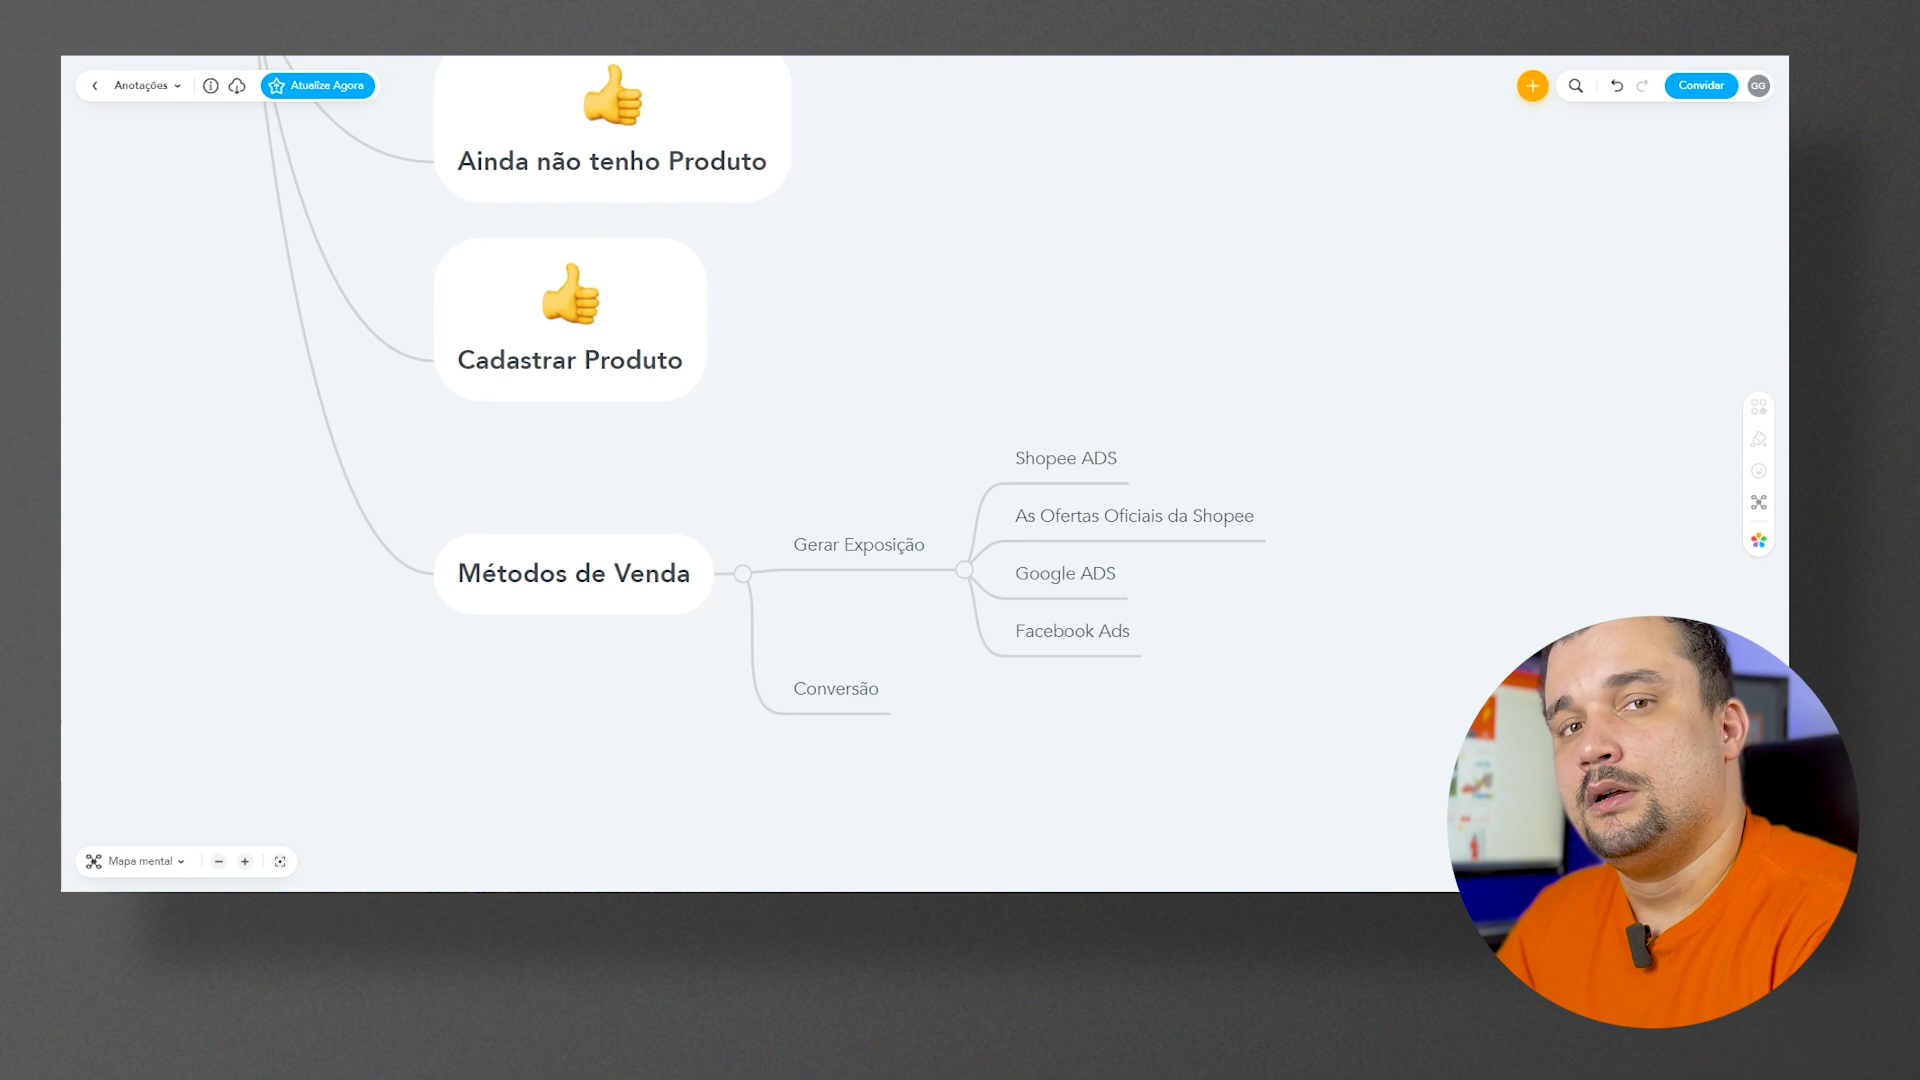 Anotações
Atualize Agora
Convidar
GG
Ainda não tenho Produto
Cadastrar Produto
Métodos de Venda
Gerar Exposição
Shopee ADS
As Ofertas Oficiais da Shopee
Google ADS
Facebook Ads
Conversão
Mapa mental